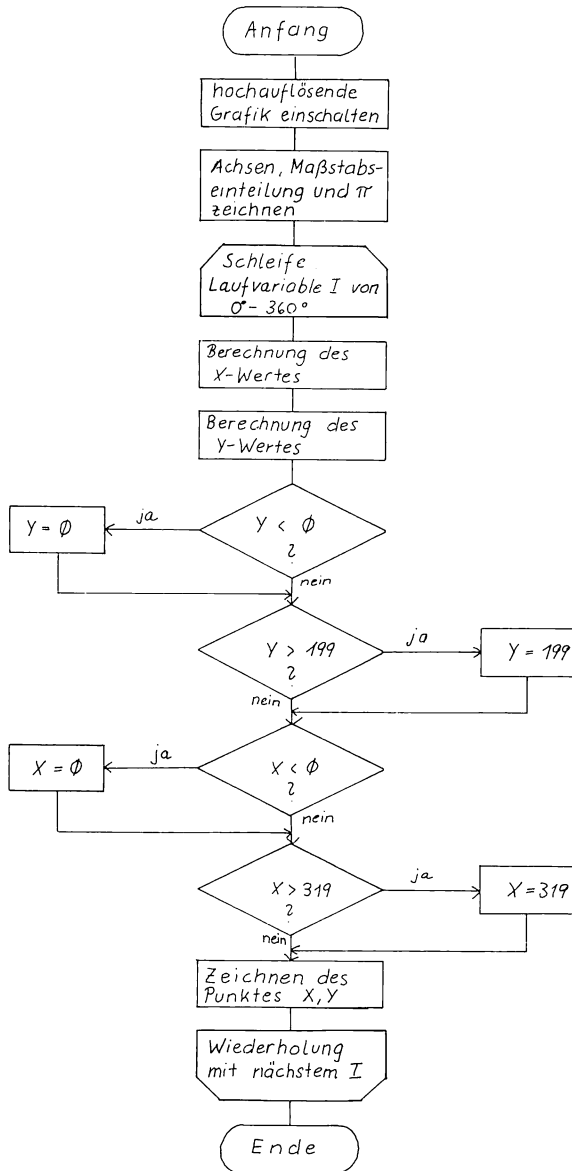 Anfang
hochauflösende
Grafik einschalten
Achsen, Maßstabs-
einteilung und π
zeichnen
Schleife
Laufvariable I von
0°- 360°
Berechnung des
X-Wertes
Berechnung des
Y-Wertes
Y < ∅
?
ja
Y = ∅
nein
Y > 199
?
ja
Y = 199
nein
X < ∅
?
ja
X = ∅
nein
X > 319
?
ja
X = 319
nein
Zeichnen des
Punktes X, Y
Wiederholung
mit nächstem I
Ende